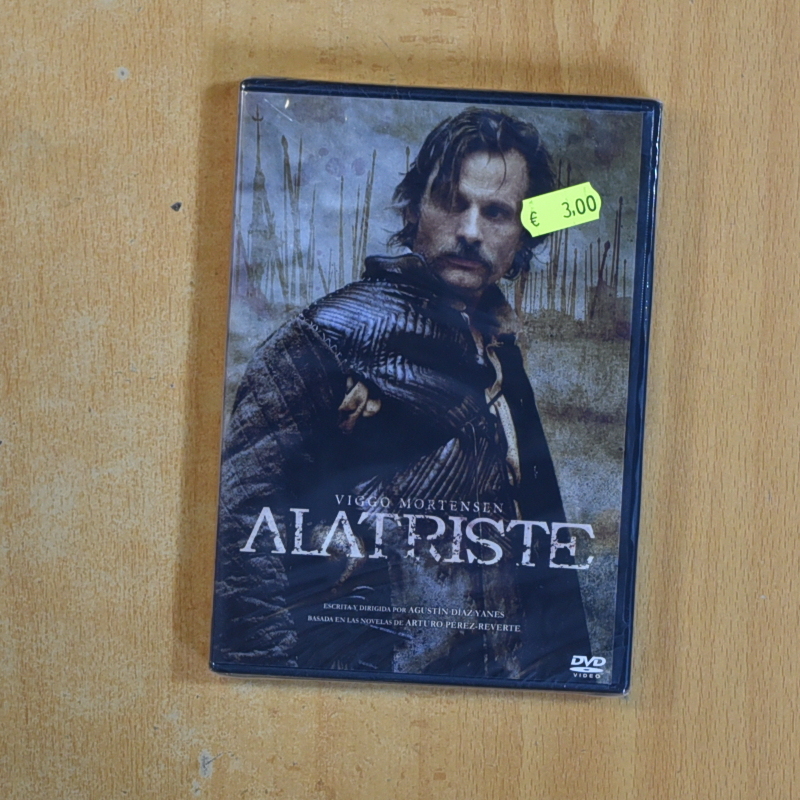 € 3,00
VIGGO MORTENSEN
ALATRISTE
ESCRITA Y DIRIGIDA POR AGUSTÍN DÍAZ YANES
BASADA EN LAS NOVELAS DE ARTURO PÉREZ-REVERTE
DVD
VIDEO